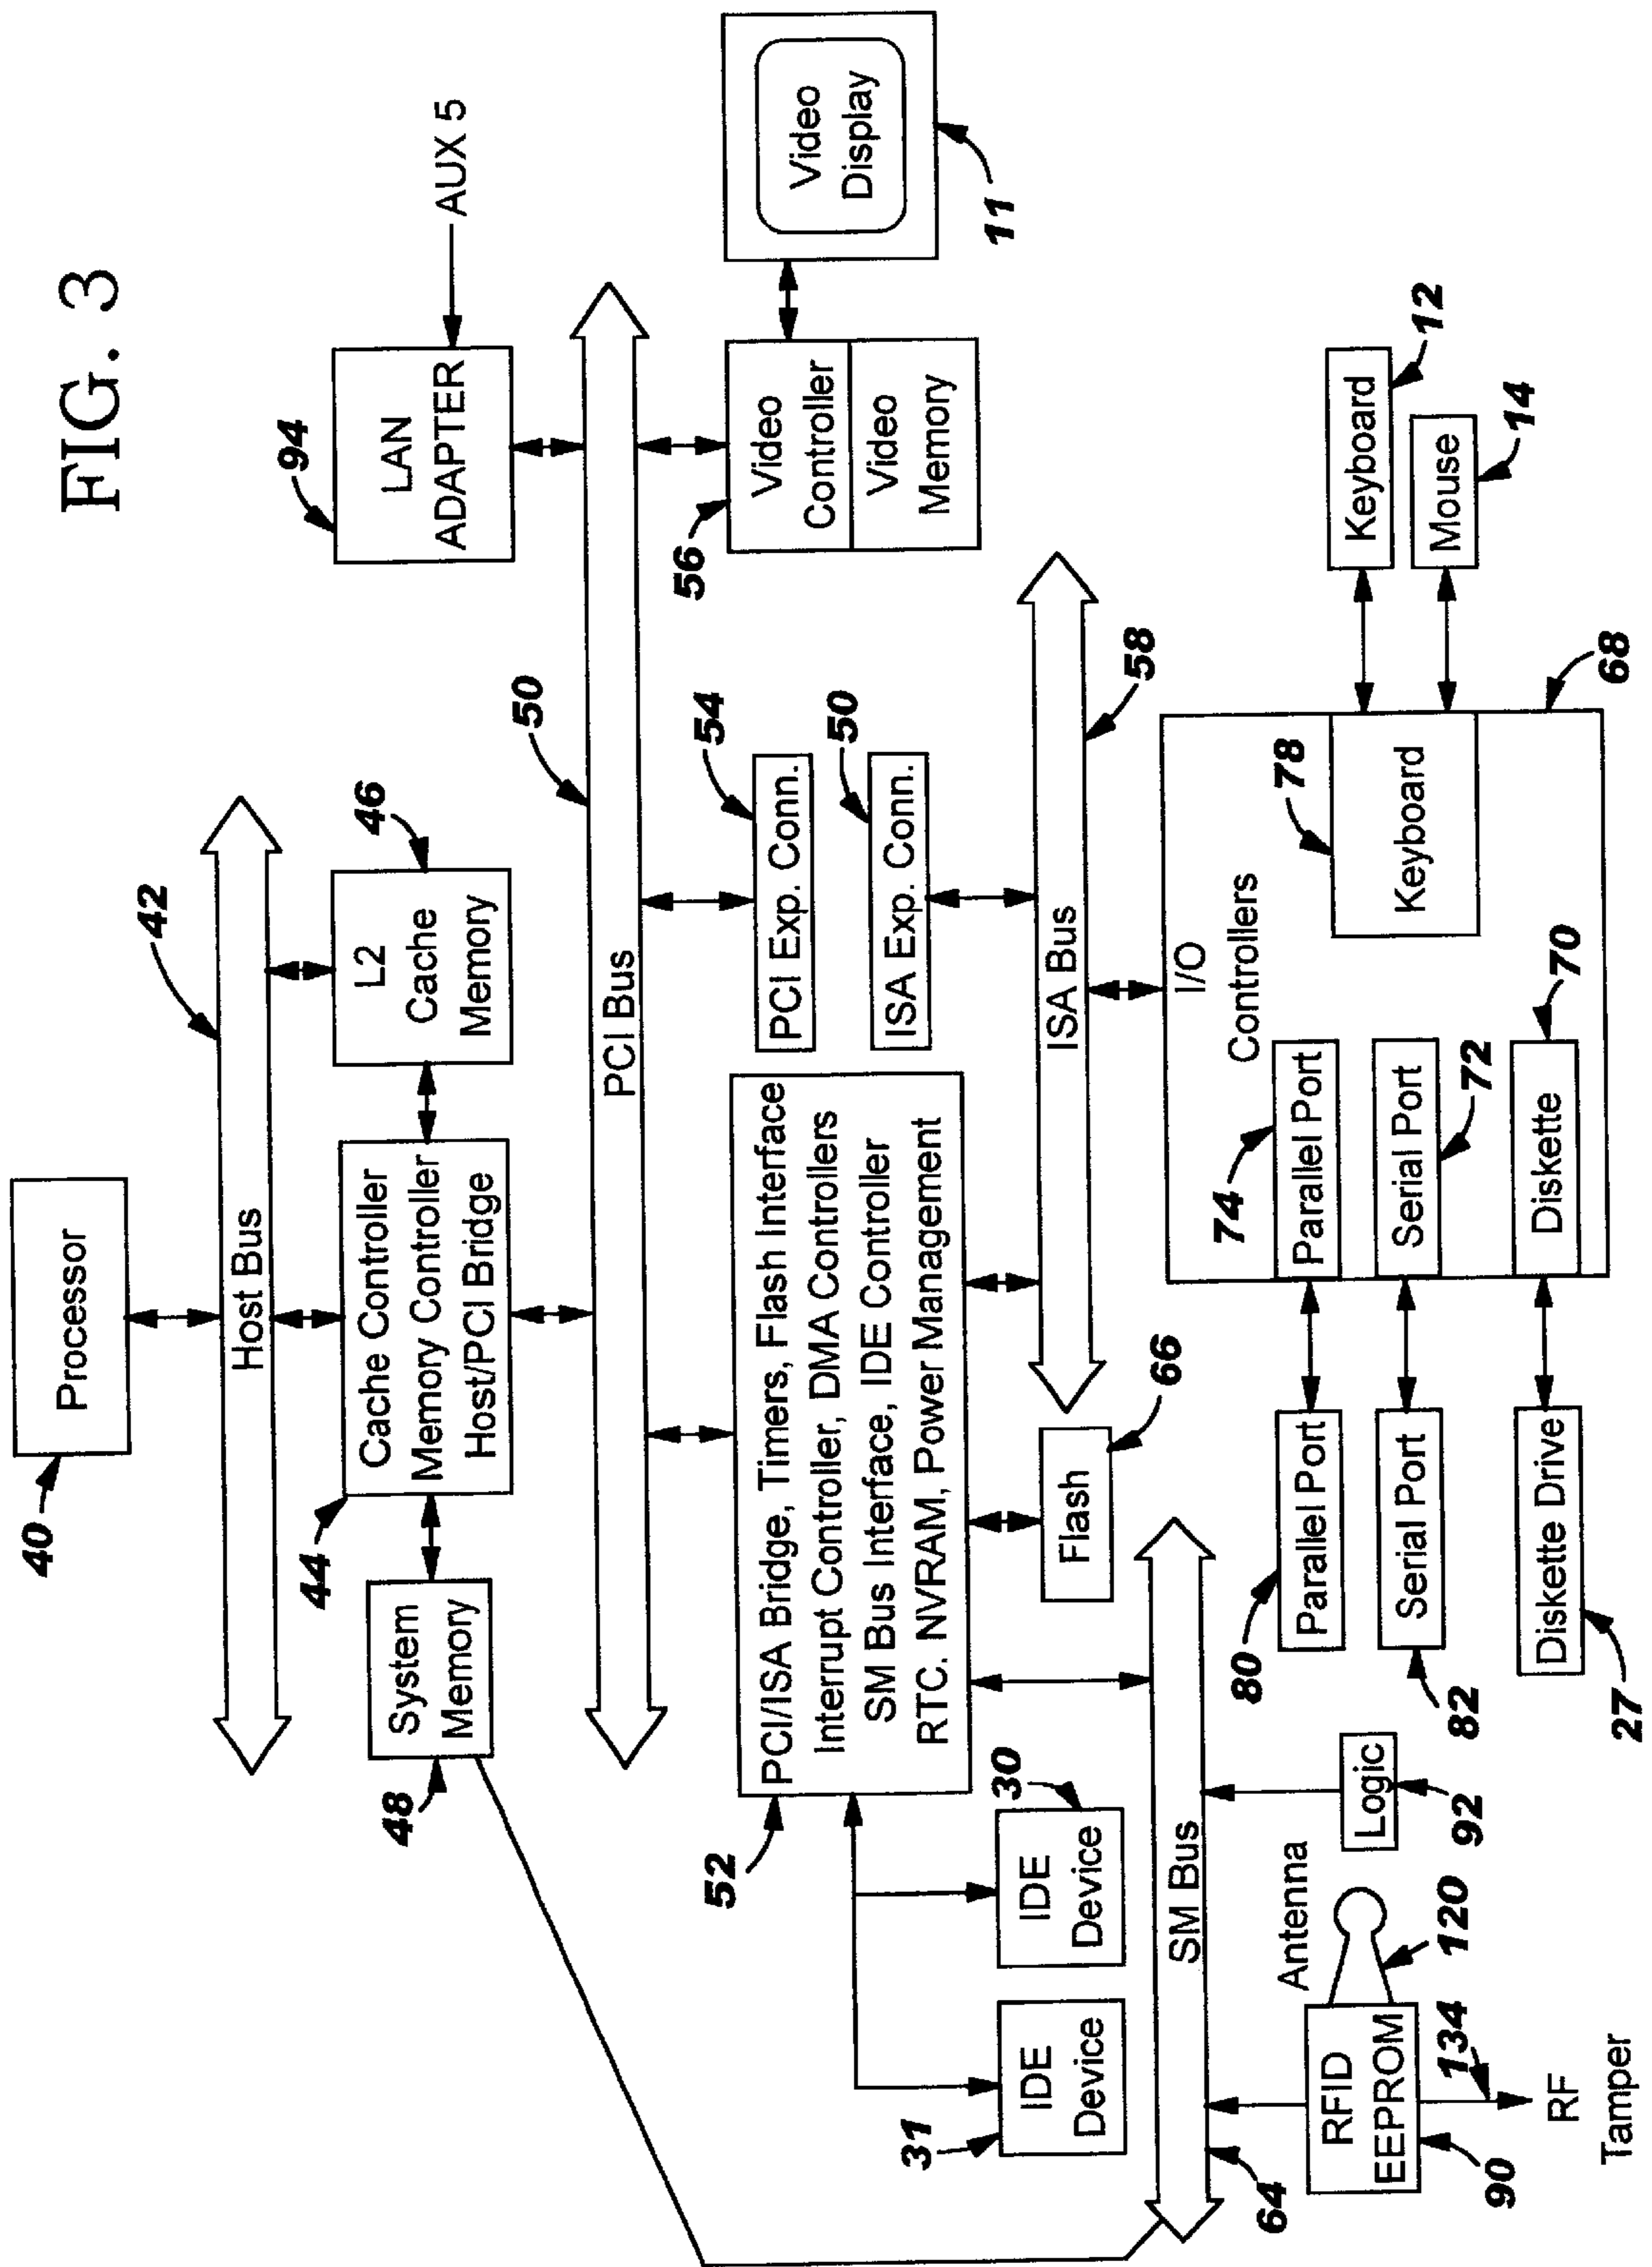 FIG. 3
40
Processor
42
Host Bus
48
System
Memory
44
Cache Controller
Memory Controller
Host/PCI Bridge
L2
Cache
Memory
46
94
LAN
ADAPTER
AUX 5
50
PCI Bus
52
PCI/ISA Bridge, Timers, Flash Interface
Interrupt Controller, DMA Controllers
SM Bus Interface, IDE Controller
RTC. NVRAM, Power Management
PCI Exp. Conn.
54
ISA Exp. Conn.
50
56
Video
Controller
Video
Memory
Video
Display
11
31
IDE
Device
IDE
Device
30
Flash
66
ISA Bus
58
SM Bus
64
RFID
EEPROM
90
Antenna
120
134
RF
Tamper
Logic
92
I/O
Controllers
80
Parallel Port
74
Parallel Port
82
Serial Port
Serial Port
72
27
Diskette Drive
Diskette
70
78
Keyboard
68
Keyboard
12
Mouse
14